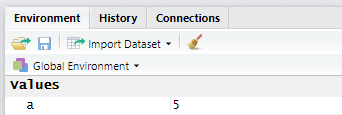 Environment History Connections
Import Dataset
Global Environment
Values
a 5